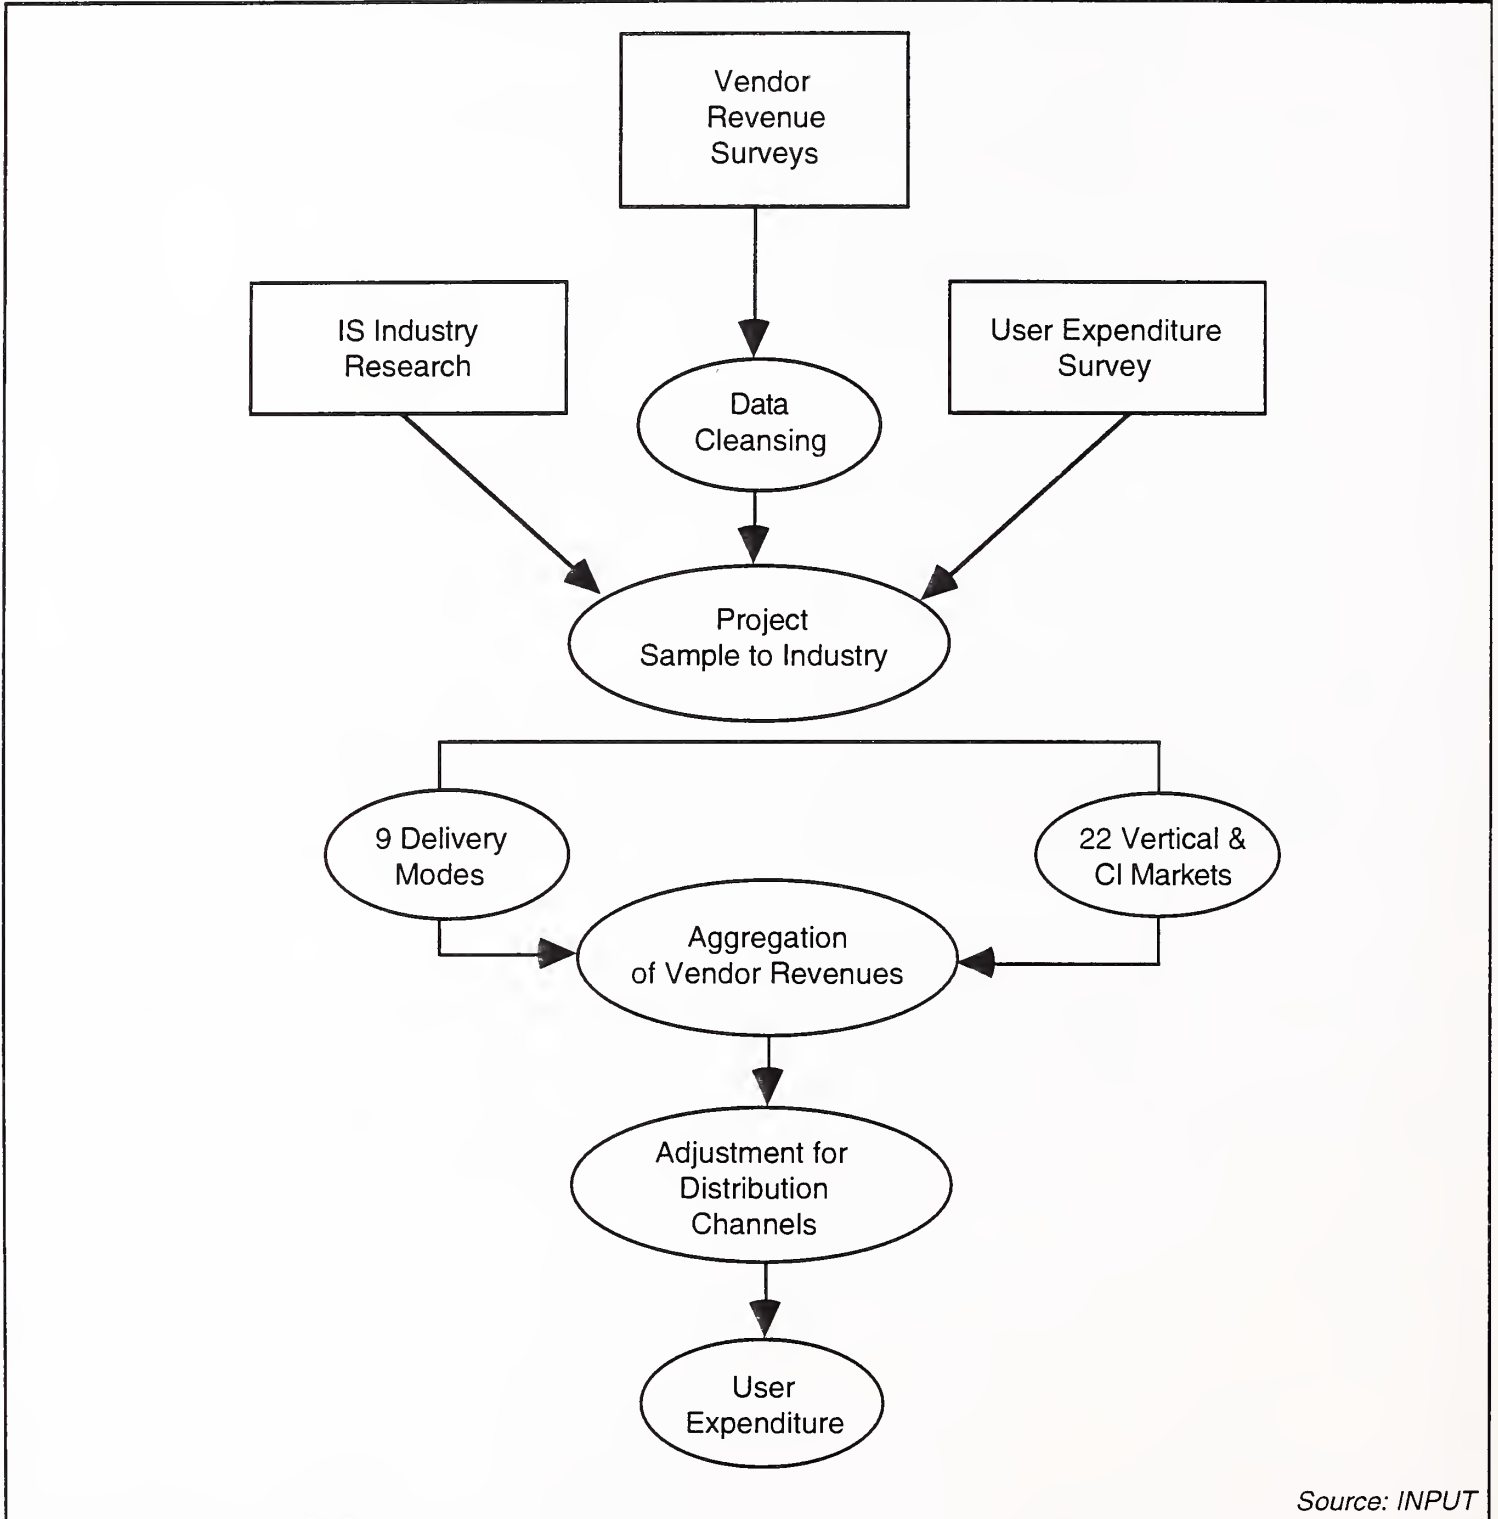 Vendor
Revenue
Surveys
IS Industry
Research
User Expenditure
Survey
Data
Cleansing
Project
Sample to Industry
9 Delivery
Modes
22 Vertical &
CI Markets
Aggregation
of Vendor Revenues
Adjustment for
Distribution
Channels
User
Expenditure
Source: INPUT